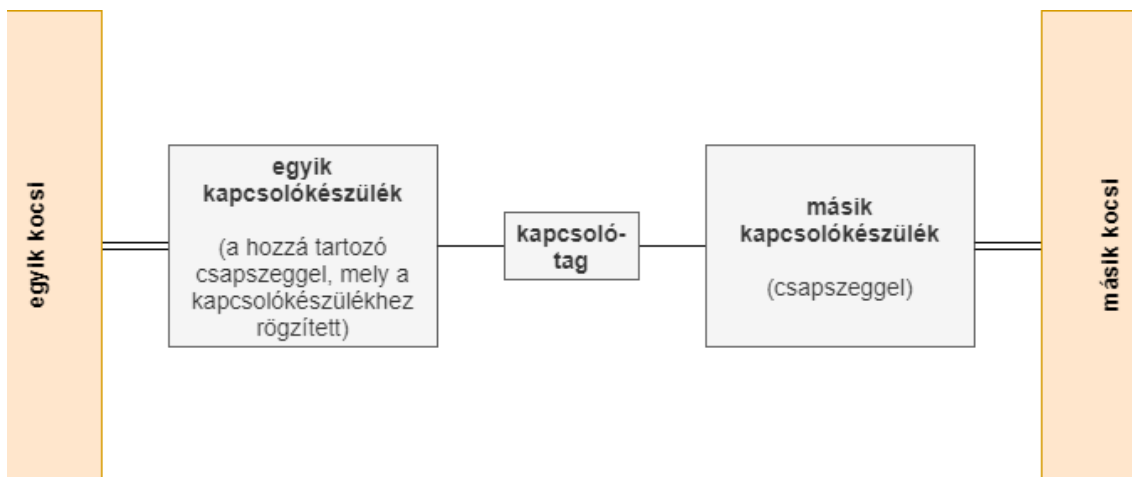 egyik kocsi
egyik
kapcsolókészülék
(a hozzá tartozó
csapszeggel, mely a
kapcsolókészülékhez
rögzített)
kapcsoló-
tag
másik
kapcsolókészülék
(csapszeggel)
másik kocsi